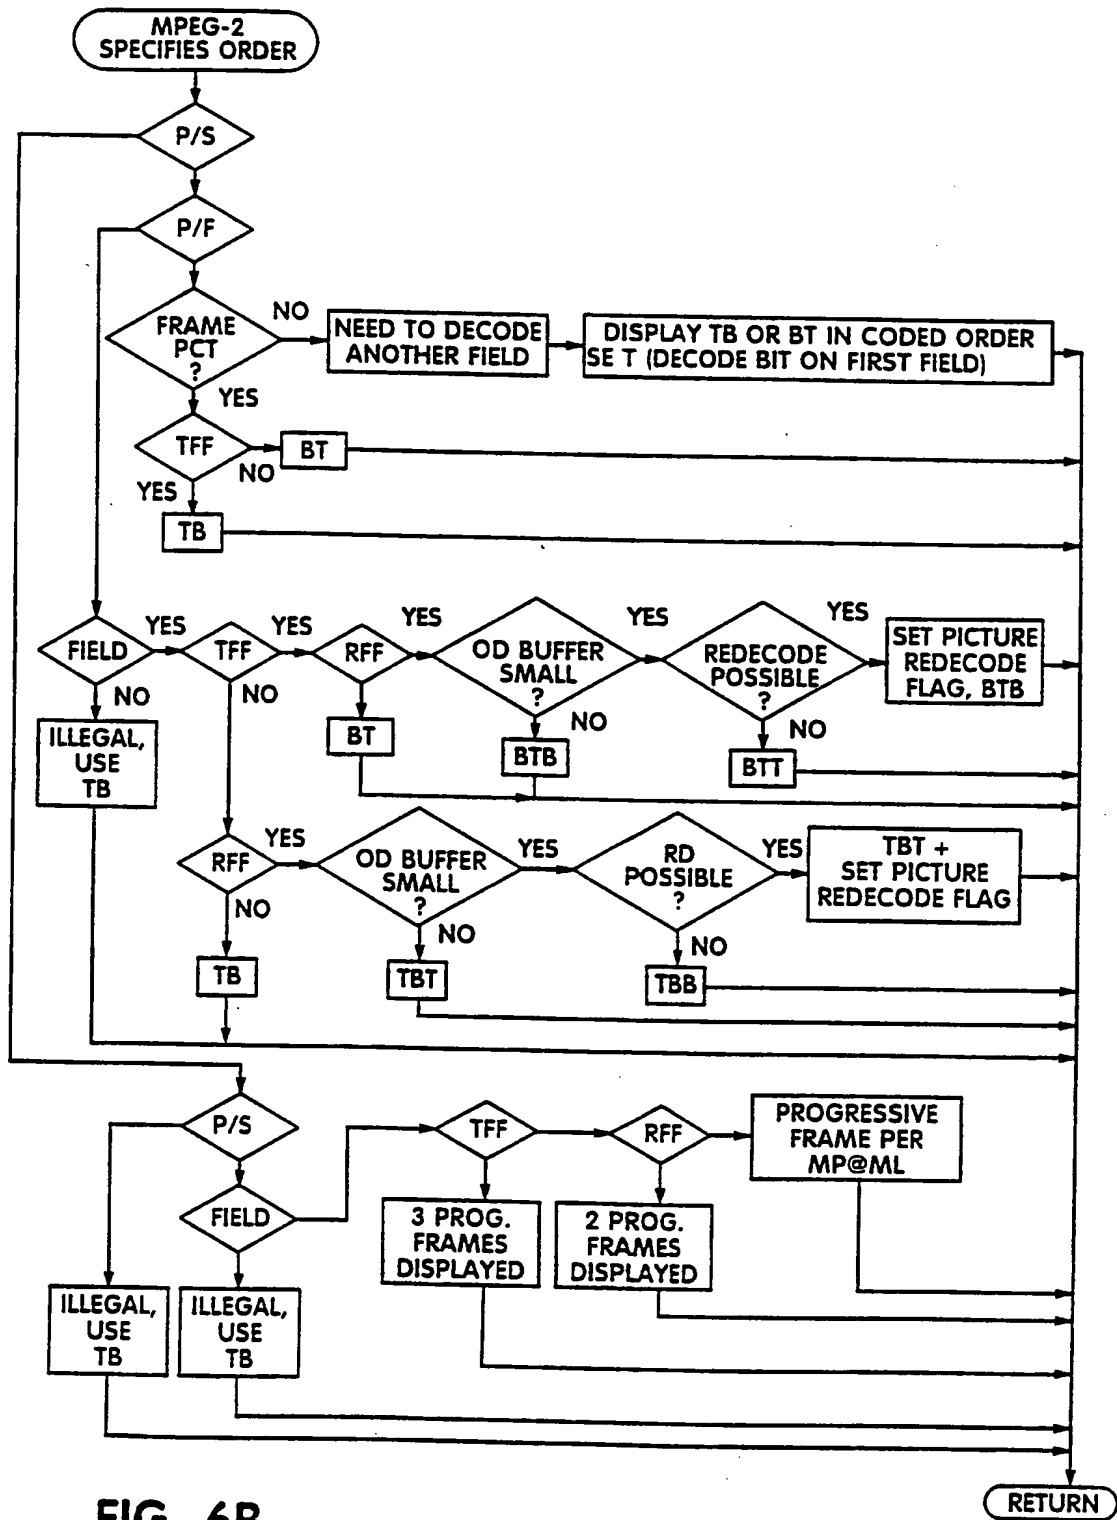 MPEG-2
SPECIFIES ORDER
P/S
P/F
FRAME
PCT
?
NO
NEED TO DECODE
ANOTHER FIELD
DISPLAY TB OR BT IN CODED ORDER
SE T (DECODE BIT ON FIRST FIELD)
YES
TFF
NO
BT
YES
TB
FIELD
YES
TFF
YES
RFF
YES
OD BUFFER
SMALL
?
YES
REDECODE
POSSIBLE
?
YES
SET PICTURE
REDECODE
FLAG, BTB
NO
ILLEGAL,
USE
TB
NO
BT
NO
BTB
NO
BTT
RFF
YES
OD BUFFER
SMALL
?
YES
RD
POSSIBLE
?
YES
TBT +
SET PICTURE
REDECODE FLAG
NO
TB
NO
TBT
NO
TBB
P/S
FIELD
TFF
RFF
PROGRESSIVE
FRAME PER
MP@ML
3 PROG.
FRAMES
DISPLAYED
2 PROG.
FRAMES
DISPLAYED
ILLEGAL,
USE
TB
ILLEGAL,
USE
TB
RETURN
FIG. 6B